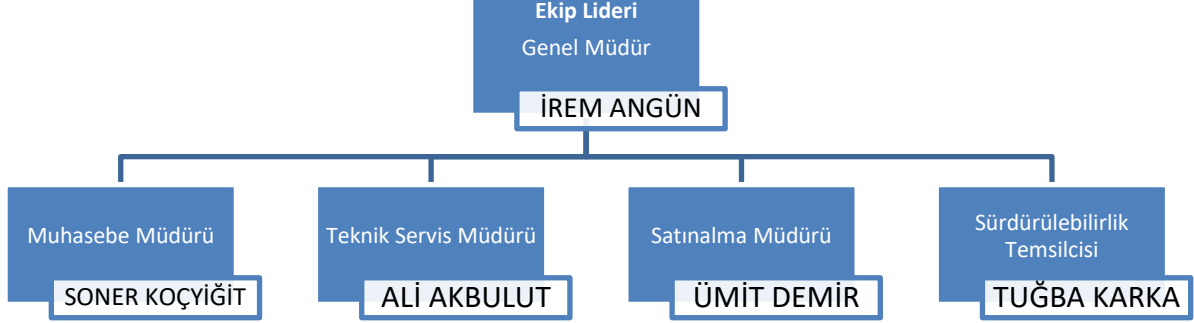 Ekip Lideri
Genel Müdür
İREM ANGÜN
Muhasebe Müdürü
SONER KOÇYİĞİT
Teknik Servis Müdürü
ALİ AKBULUT
Satınalma Müdürü
ÜMİT DEMİR
Sürdürülebilirlik
Temsilcisi
TUĞBA KARKA